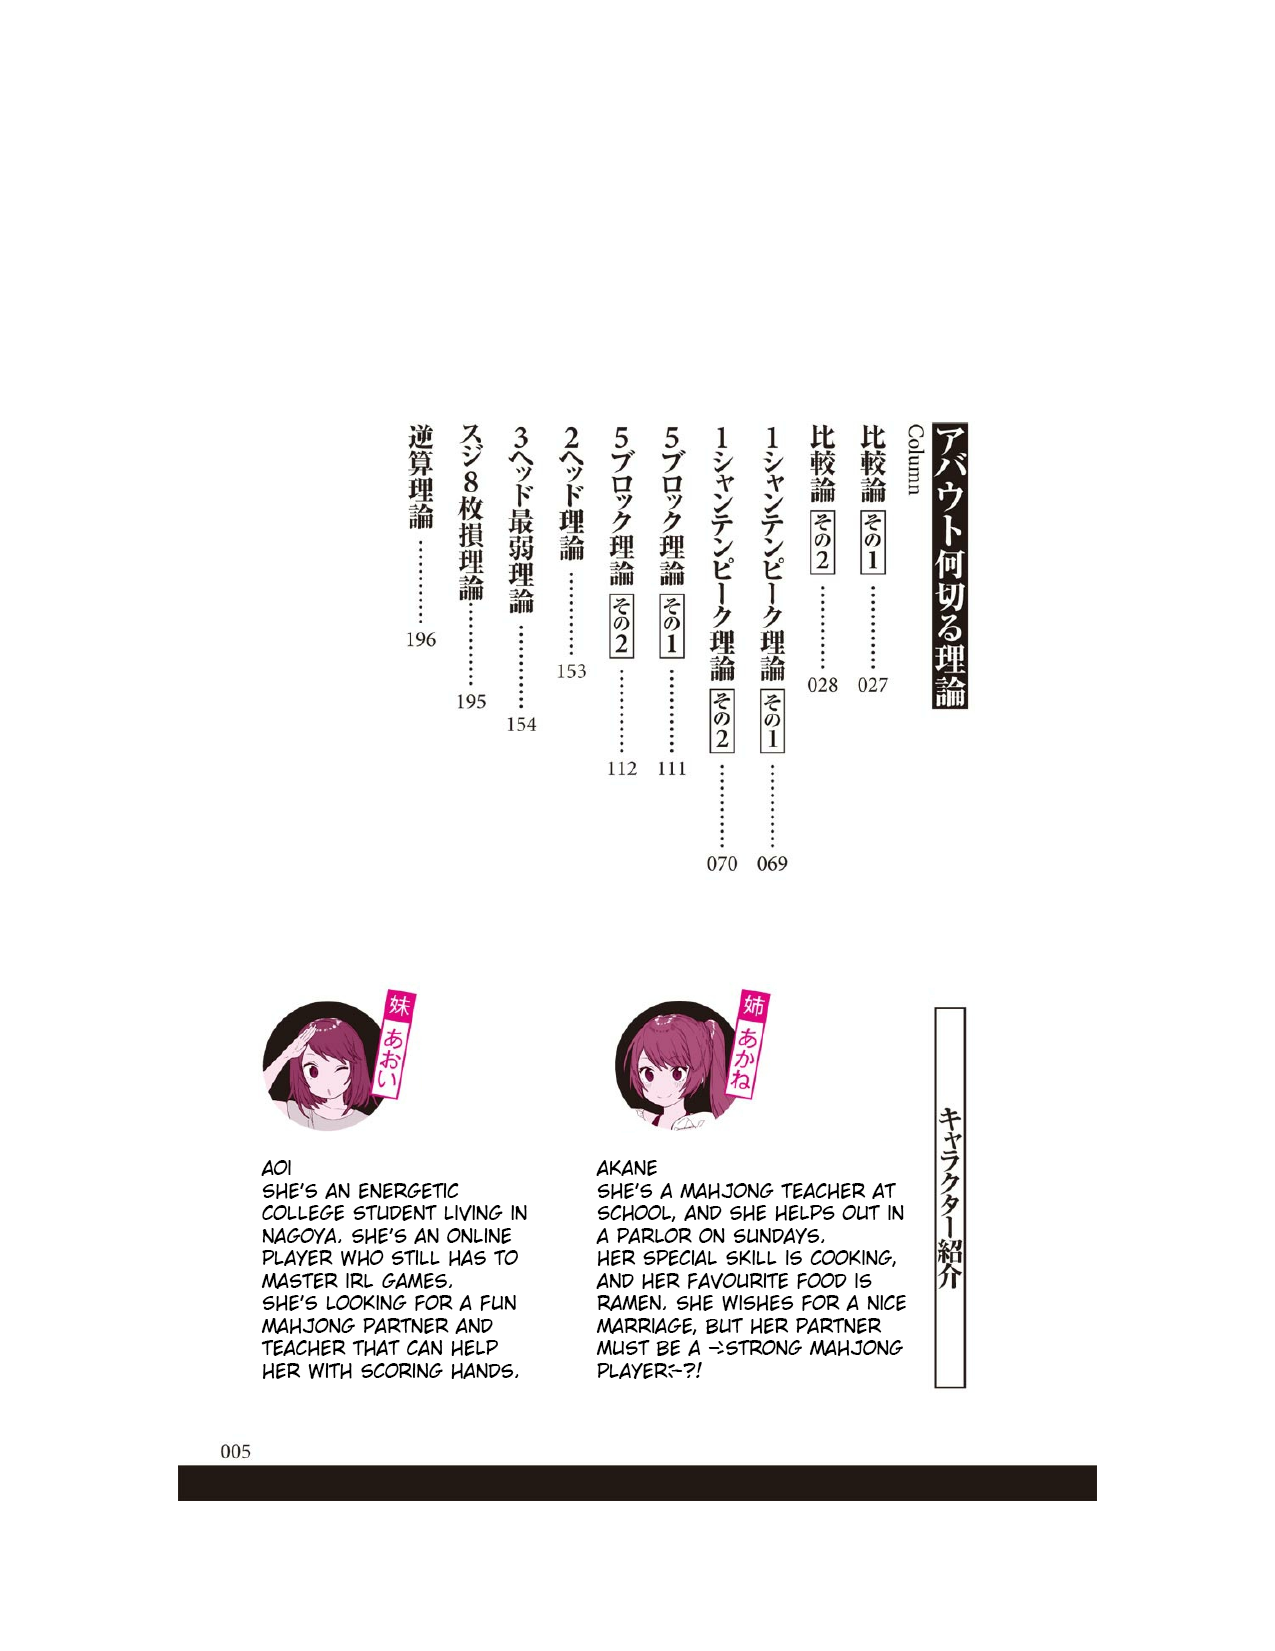 アバウト何切る理論
Column
比較論 その1 ………… 027
比較論 その2 ………… 028
1シャンテンピーク理論 その1 ………… 069
1シャンテンピーク理論 その2 ………… 070
5ブロック理論 その1 ………… 111
5ブロック理論 その2 ………… 112
2ヘッド理論 ………… 153
3ヘッド最弱理論 ………… 154
スジ8枚損理論 ………… 195
逆算理論 ………… 196
キャラクター紹介
姉 あかね
AKANE
SHE'S A MAHJONG TEACHER AT
SCHOOL, AND SHE HELPS OUT IN
A PARLOR ON SUNDAYS.
HER SPECIAL SKILL IS COOKING,
AND HER FAVOURITE FOOD IS
RAMEN. SHE WISHES FOR A NICE
MARRIAGE, BUT HER PARTNER
MUST BE A STRONG MAHJONG
PLAYER ?!
妹 あおい
AOI
SHE'S AN ENERGETIC
COLLEGE STUDENT LIVING IN
NAGOYA. SHE'S AN ONLINE
PLAYER WHO STILL HAS TO
MASTER IRL GAMES.
SHE'S LOOKING FOR A FUN
MAHJONG PARTNER AND
TEACHER THAT CAN HELP
HER WITH SCORING HANDS.
005